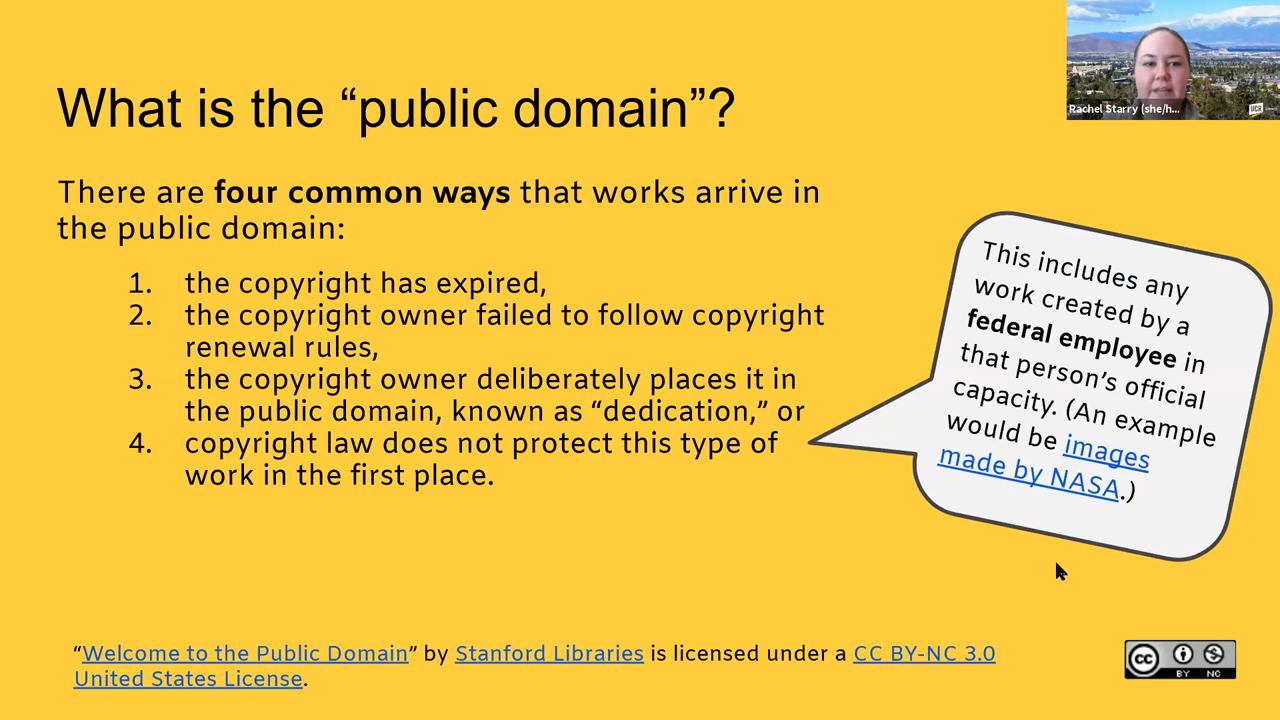 What is the “public domain”?
There are four common ways that works arrive in
the public domain:
1. the copyright has expired,
2. the copyright owner failed to follow copyright
renewal rules,
3. the copyright owner deliberately places it in
the public domain, known as “dedication,” or
4. copyright law does not protect this type of
work in the first place.
This includes any
work created by a
federal employee in
that person’s official
capacity. (An example
would be images
made by NASA.)
“Welcome to the Public Domain” by Stanford Libraries is licensed under a CC BY-NC 3.0
United States License.
cc
BY NC
Rachel Starry (she/h...
UCR